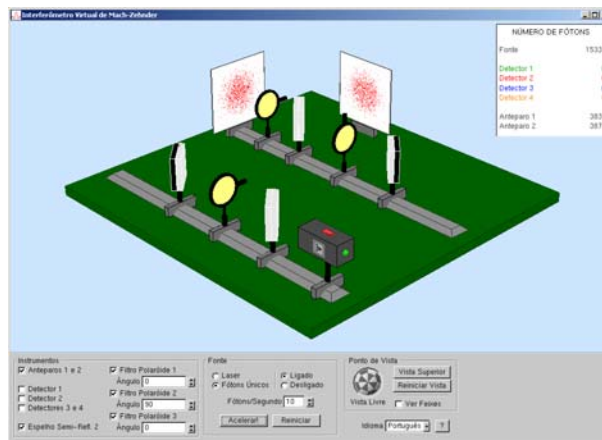 Interferômetro Virtual de Mach-Zehnder
NÚMERO DE FÓTONS
Fonte 1533
Detector 1
Detector 2
Detector 3
Detector 4
Anteparo 1 383
Anteparo 2 387
Instrumentos
Anteparos 1 e 2
Detector 1
Detector 2
Detectores 3 e 4
Espelho Semi-Refl. 2
Filtro Polaróide 1
Ângulo 0
Filtro Polaróide 2
Ângulo 90
Filtro Polaróide 3
Ângulo 0
Fonte
Laser
Fótons Únicos
Ligado
Desligado
Fótons/Segundo 10
Acelerar!
Reiniciar
Ponto de Vista
Vista Livre
Vista Superior
Reiniciar Vista
Ver Feixes
Idioma Português ?